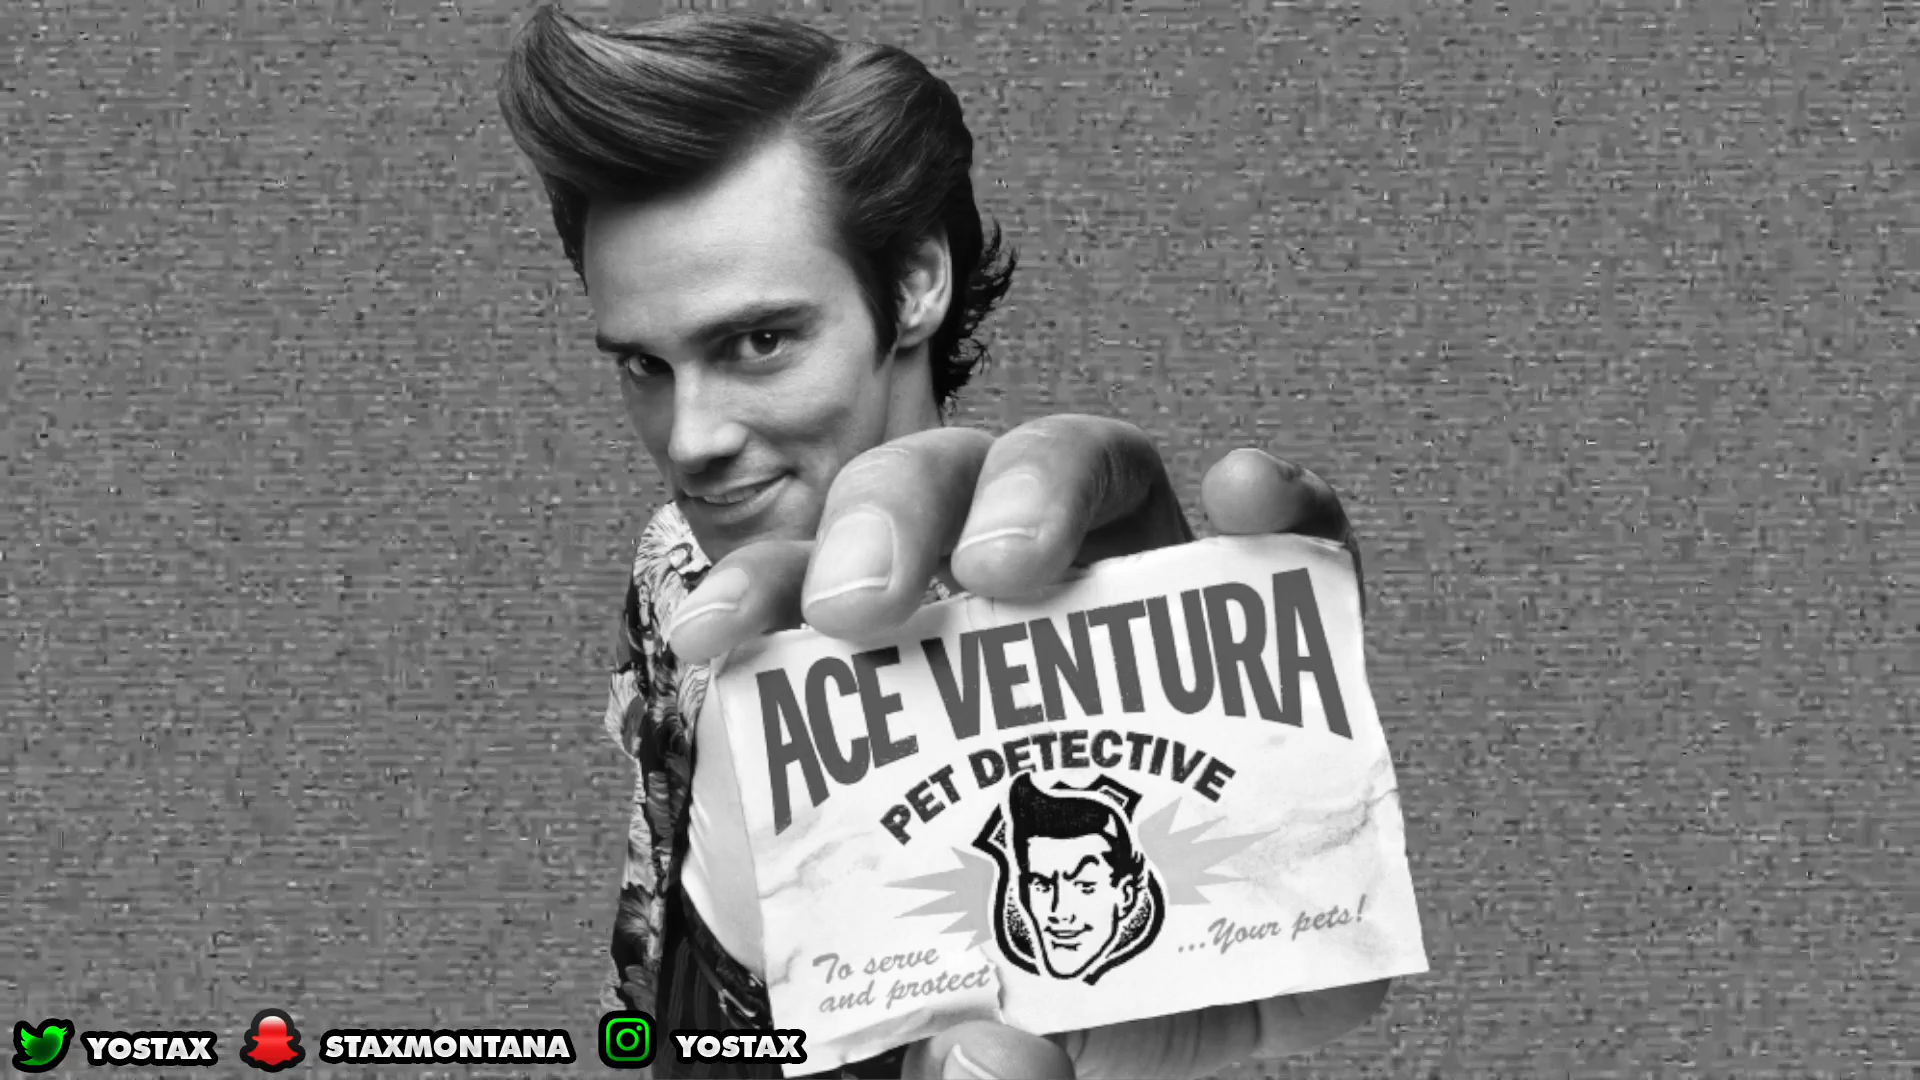 ACE VENTURA
PET DETECTIVE
To serve
and protect
...Your pets!
YOSTAX
STAXMONTANA
YOSTAX